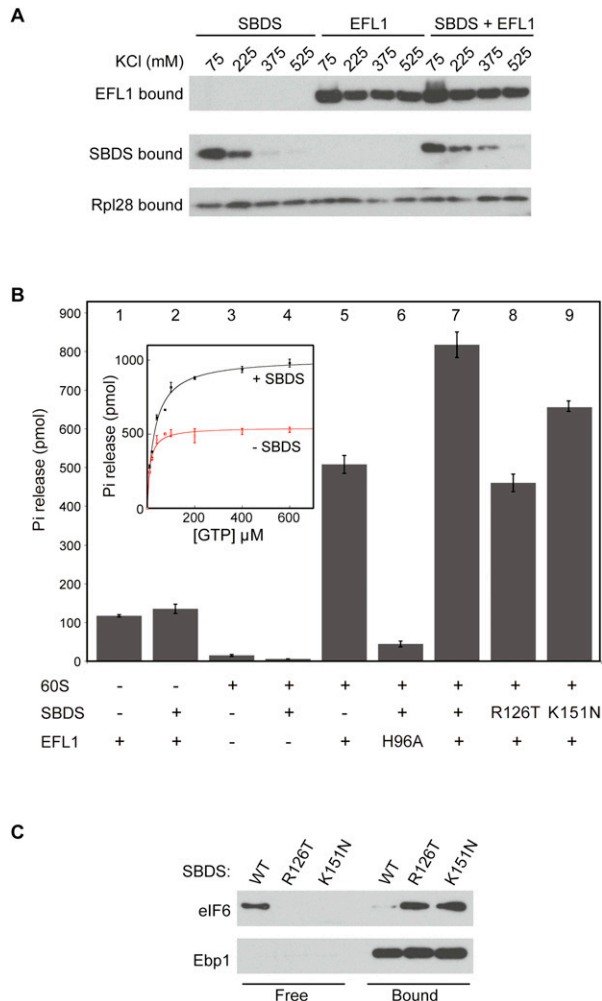 A
SBDS EFL1 SBDS + EFL1
KCl (mM) 75 225 375 525 75 225 375 525 75 225 375 525
EFL1 bound
SBDS bound
Rpl28 bound
B
900
800
700
600
500
400
300
200
100
0
Pi release (pmol)
1 2 3 4 5 6 7 8 9
1000
500
0
Pi release (pmol)
+ SBDS
- SBDS
200 400 600
[GTP] µM
60S - - + + + + + + +
SBDS - + - + - + + R126T K151N
EFL1 + + - - + H96A + + +
C
SBDS: WT R126T K151N WT R126T K151N
eIF6
Ebp1
Free Bound